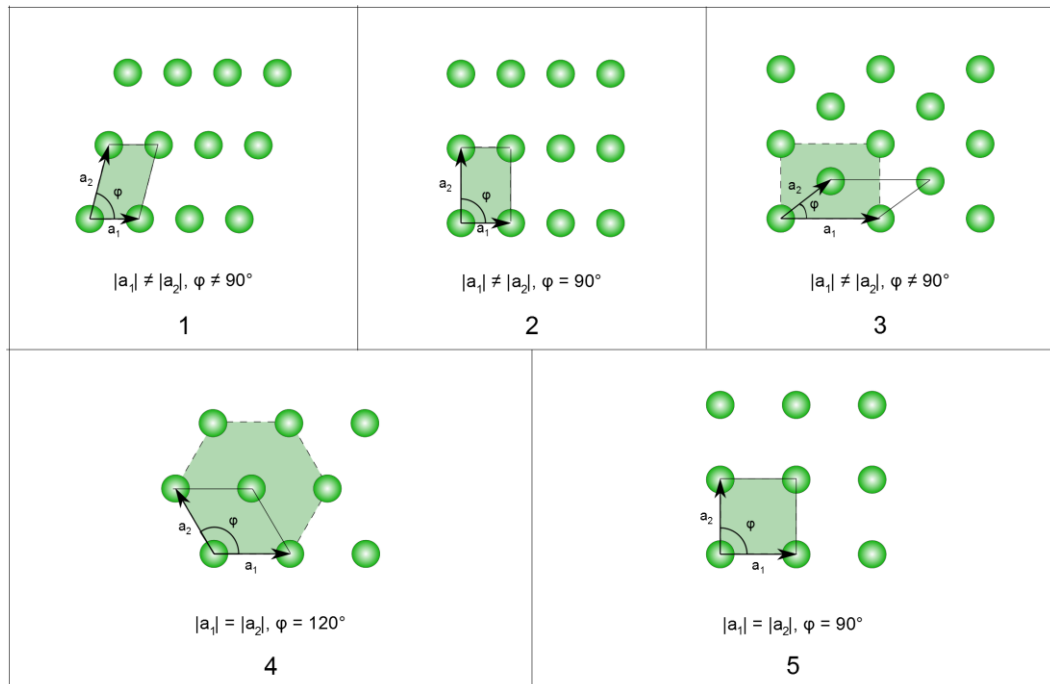 a₂
φ
a₁
|a₁| ≠ |a₂|, φ ≠ 90°
1
a₂
φ
a₁
|a₁| ≠ |a₂|, φ = 90°
2
a₂
φ
a₁
|a₁| ≠ |a₂|, φ ≠ 90°
3
a₂
φ
a₁
|a₁| = |a₂|, φ = 120°
4
a₂
φ
a₁
|a₁| = |a₂|, φ = 90°
5